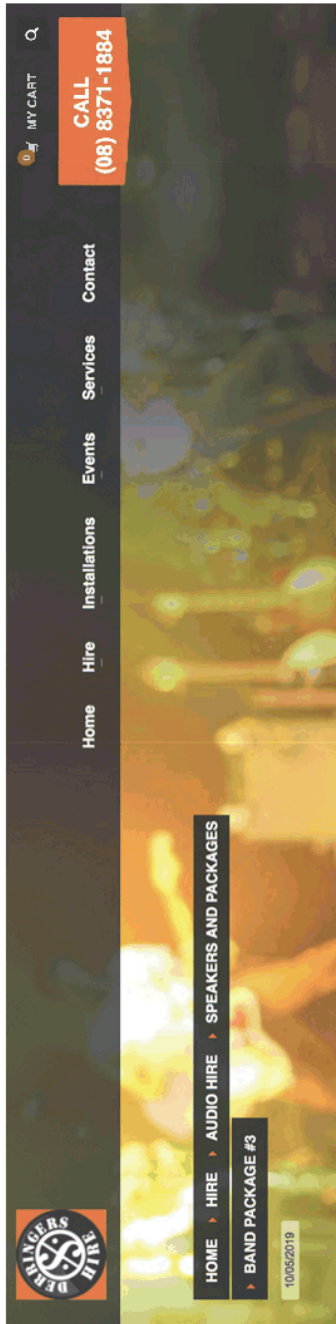 DERRINGERS
HIRE
0 MY CART
CALL
(08) 8371-1884
Home Hire Installations Events Services Contact
HOME HIRE AUDIO HIRE SPEAKERS AND PACKAGES
BAND PACKAGE #3
10/05/2019